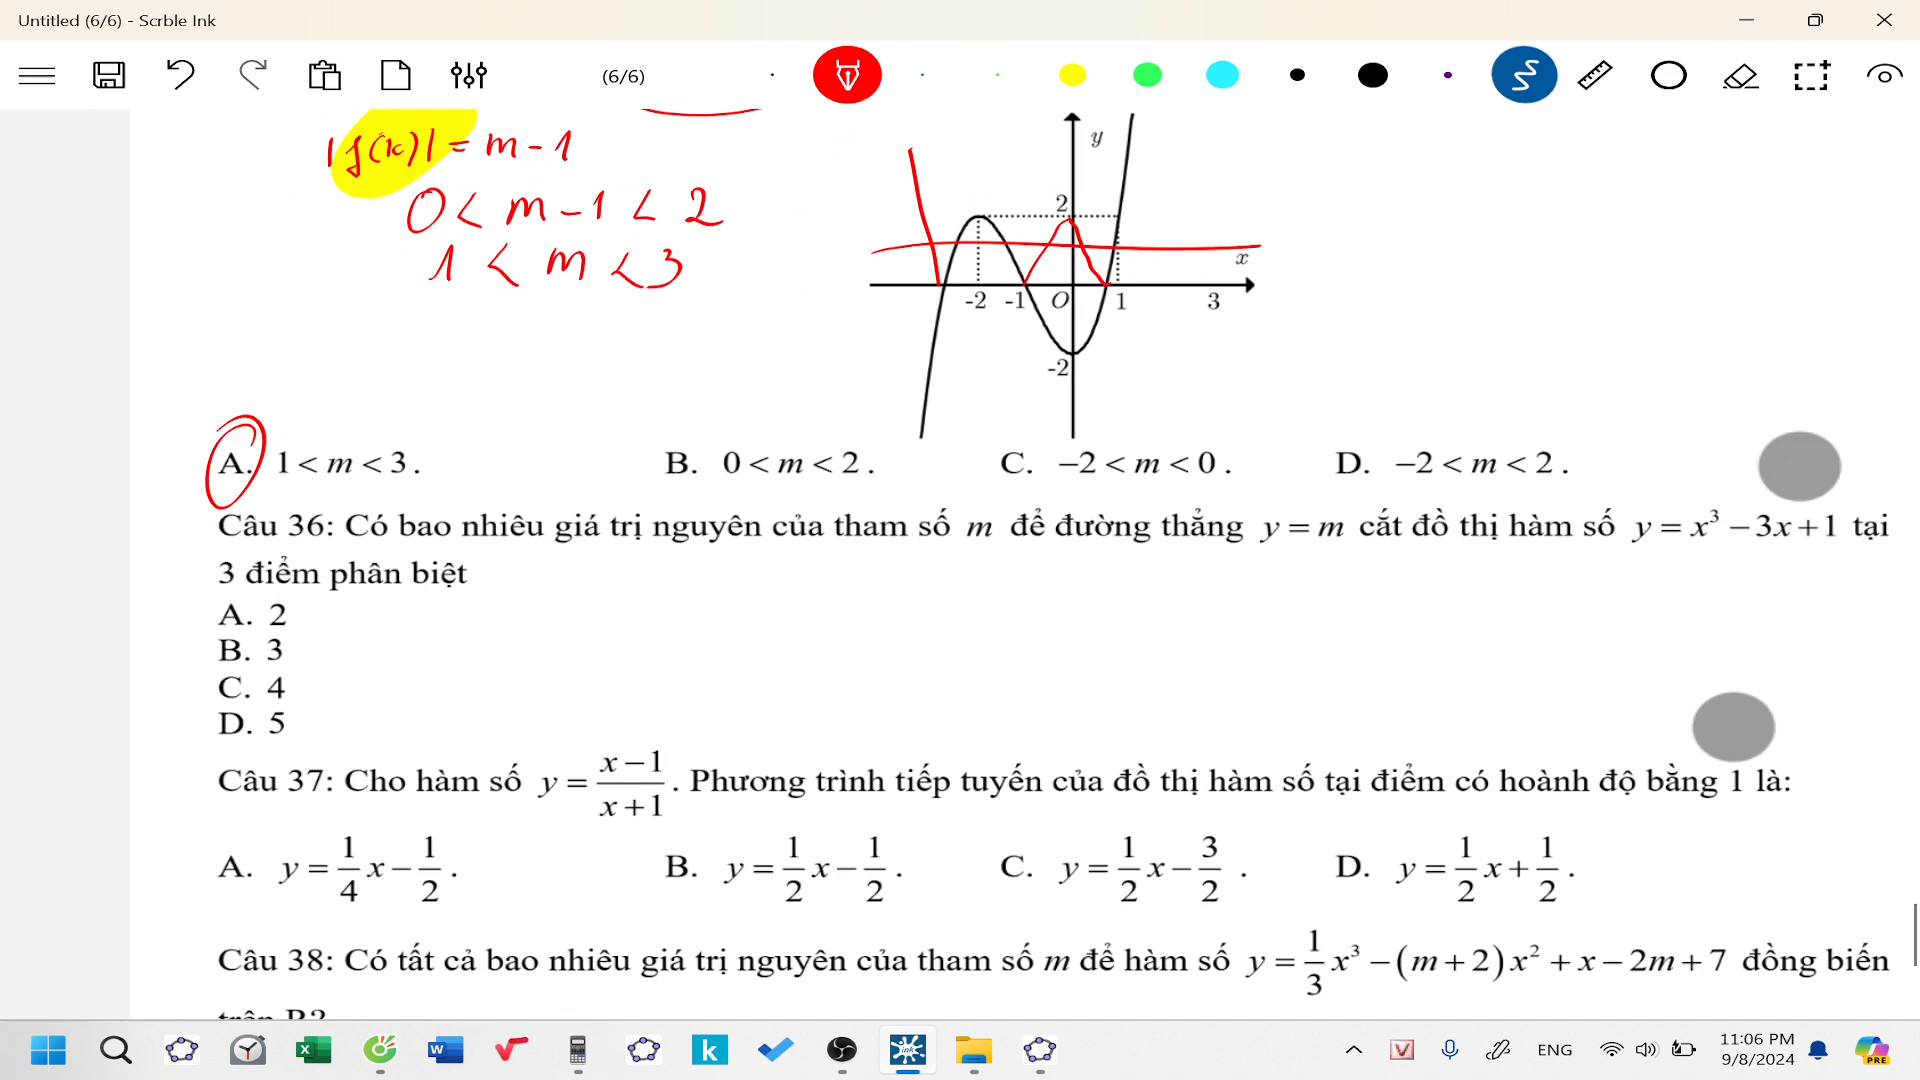 Untitled (6/6) - Scrble Ink
(6/6)
|f(x)| = m - 1
0 < m - 1 < 2
1 < m < 3
y
2
x
-2 -1 O 1 3
-2
A. 1 < m < 3 . B. 0 < m < 2 . C. −2 < m < 0 . D. −2 < m < 2 .
Câu 36: Có bao nhiêu giá trị nguyên của tham số m để đường thẳng y = m cắt đồ thị hàm số y = x³ − 3x + 1 tại
3 điểm phân biệt
A. 2
B. 3
C. 4
D. 5
Câu 37: Cho hàm số y = (x − 1)/(x + 1) . Phương trình tiếp tuyến của đồ thị hàm số tại điểm có hoành độ bằng 1 là:
A. y = 1/4 x − 1/2 . B. y = 1/2 x − 1/2 . C. y = 1/2 x − 3/2 . D. y = 1/2 x + 1/2 .
Câu 38: Có tất cả bao nhiêu giá trị nguyên của tham số m để hàm số y = 1/3 x³ − (m + 2) x² + x − 2m + 7 đồng biến
trên R?
ENG
11:06 PM
9/8/2024
PRE